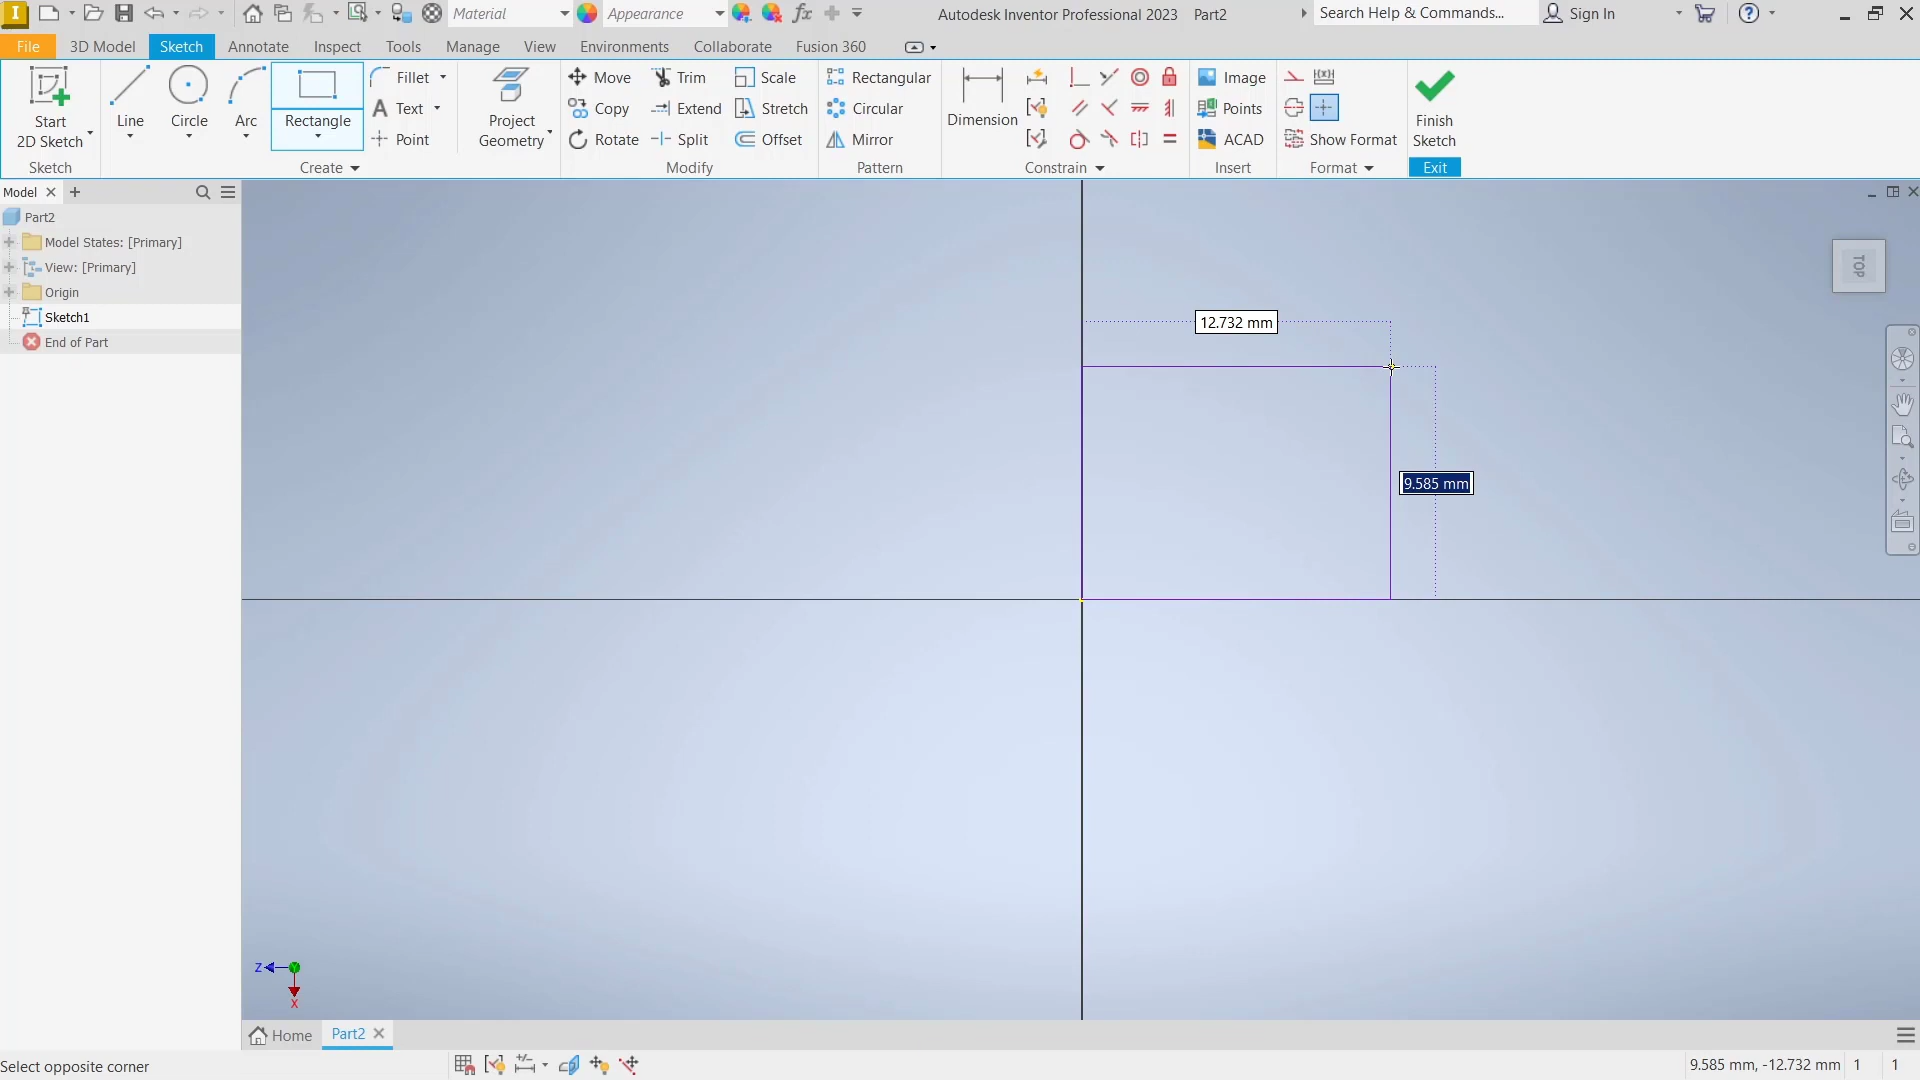 I Material Appearance fx Autodesk Inventor Professional 2023 Part2 Search Help & Commands... Sign In ?
File 3D Model Sketch Annotate Inspect Tools Manage View Environments Collaborate Fusion 360
Start
2D Sketch
Line Circle Arc Rectangle
Fillet
A Text
Point
Project
Geometry
Move Trim Scale
Copy Extend Stretch
Rotate Split Offset
Rectangular
Circular
Mirror
Dimension
Image
Points
ACAD
Show Format
Finish
Sketch
Sketch Create Modify Pattern Constrain Insert Format Exit
Model
Part2
Model States: [Primary]
View: [Primary]
Origin
Sketch1
End of Part
TOP
12.732 mm
9.585 mm
Z
Y
X
Home Part2
Select opposite corner
9.585 mm, -12.732 mm 1 1